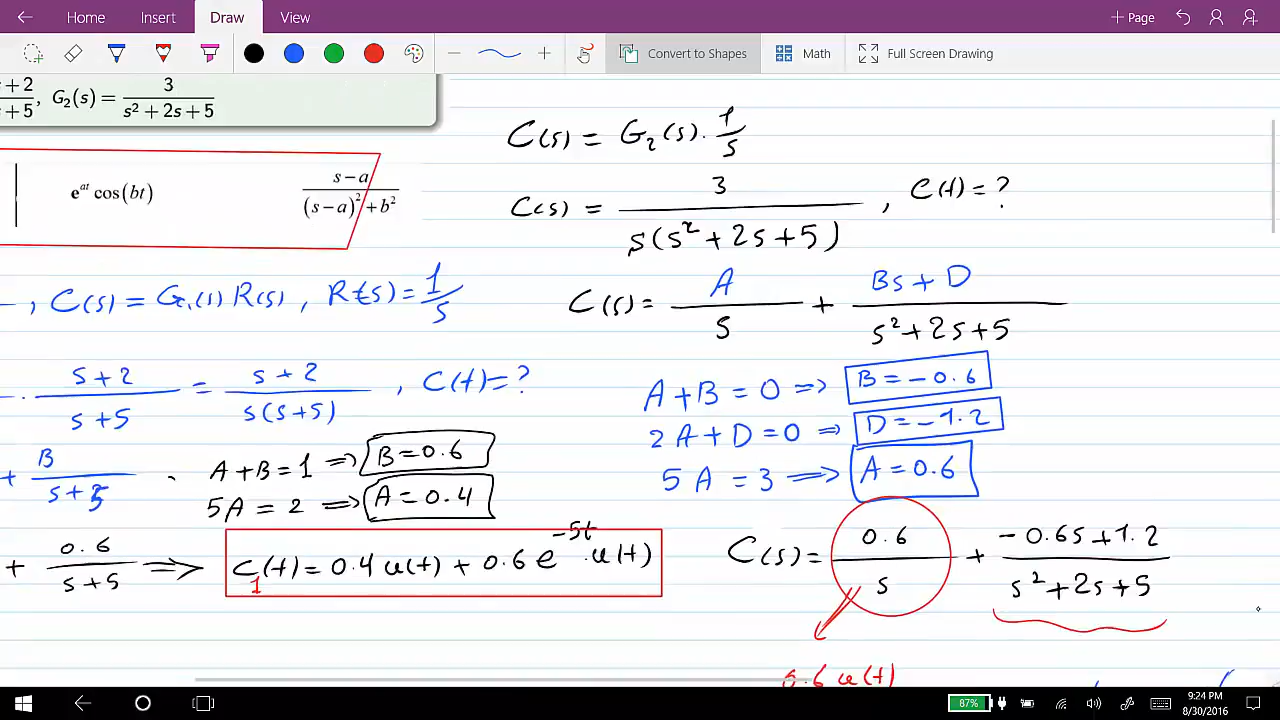 Home Insert Draw View + Page
Convert to Shapes Math Full Screen Drawing
s+2
s+5, G₂(s) = 3/(s² + 2s + 5)
e^{at} cos(bt) (s−a)/((s−a)² + b²)
C(s) = G₂(s) · 1/s
C(s) = 3/(s(s² + 2s + 5)), C(t) = ?
, C(s) = G₁(s) R(s), R(s) = 1/s
C(s) = A/s + (Bs + D)/(s² + 2s + 5)
· (s+2)/(s+5) = (s+2)/(s(s+5)), C(t) = ?
A + B = 0 => B = −0.6
2A + D = 0 => D = −1.2
5A = 3 => A = 0.6
+ B/(s+5)
A + B = 1 => B = 0.6
5A = 2 => A = 0.4
+ 0.6/(s+5) => C₁(t) = 0.4 u(t) + 0.6 e^{−5t} · u(t)
C(s) = 0.6/s + (−0.6s + 1.2)/(s² + 2s + 5)
0.6 u(t)
87%
9:24 PM
8/30/2016